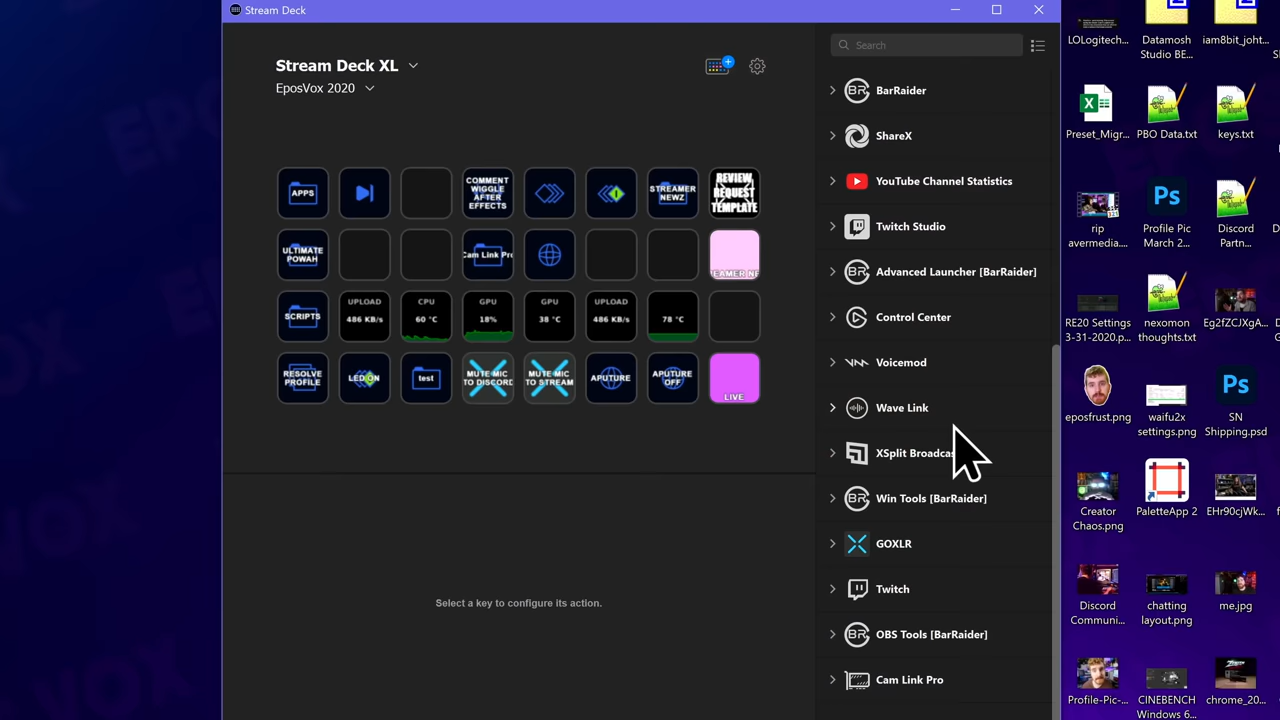 Stream Deck
Stream Deck XL
EposVox 2020
Search
APPS
COMMENT
WIGGLE
AFTER
EFFECTS
STREAMER
NEWZ
REVIEW
REQUEST
TEMPLATE
ULTIMATE
POWAH
Cam Link Pro
SCRIPTS
UPLOAD
486 KB/s
CPU
60 °C
GPU
18%
GPU
38 °C
UPLOAD
486 KB/s
78 °C
RESOLVE
PROFILE
LED ON
test
MUTE MIC
TO DISCORD
MUTE MIC
TO STREAM
APUTURE
APUTURE
OFF
LIVE
Select a key to configure its action.
BarRaider
ShareX
YouTube Channel Statistics
Twitch Studio
Advanced Launcher [BarRaider]
Control Center
Voicemod
Wave Link
XSplit Broadcas
Win Tools [BarRaider]
GOXLR
Twitch
OBS Tools [BarRaider]
Cam Link Pro
LOLogitech...
Datamosh
Studio BE...
iam8bit_joht...
Preset_Migr...
PBO Data.txt
keys.txt
rip
avermedia....
Profile Pic
March 2...
Discord
Partn...
RE20 Settings
3-31-2020.p...
nexomon
thoughts.txt
Eg2fZCJXgA...
eposfrust.png
waifu2x
settings.png
SN
Shipping.psd
Creator
Chaos.png
PaletteApp 2
EHr90cjWk...
Discord
Communi...
chatting
layout.png
me.jpg
Profile-Pic-...
CINEBENCH
Windows 6...
chrome_20...